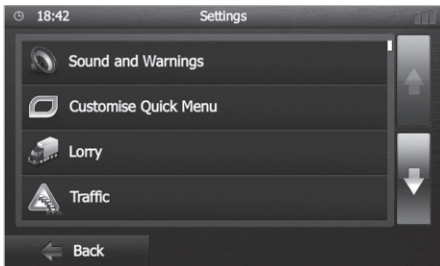 18:42 Settings
Sound and Warnings
Customise Quick Menu
Lorry
Traffic
Back